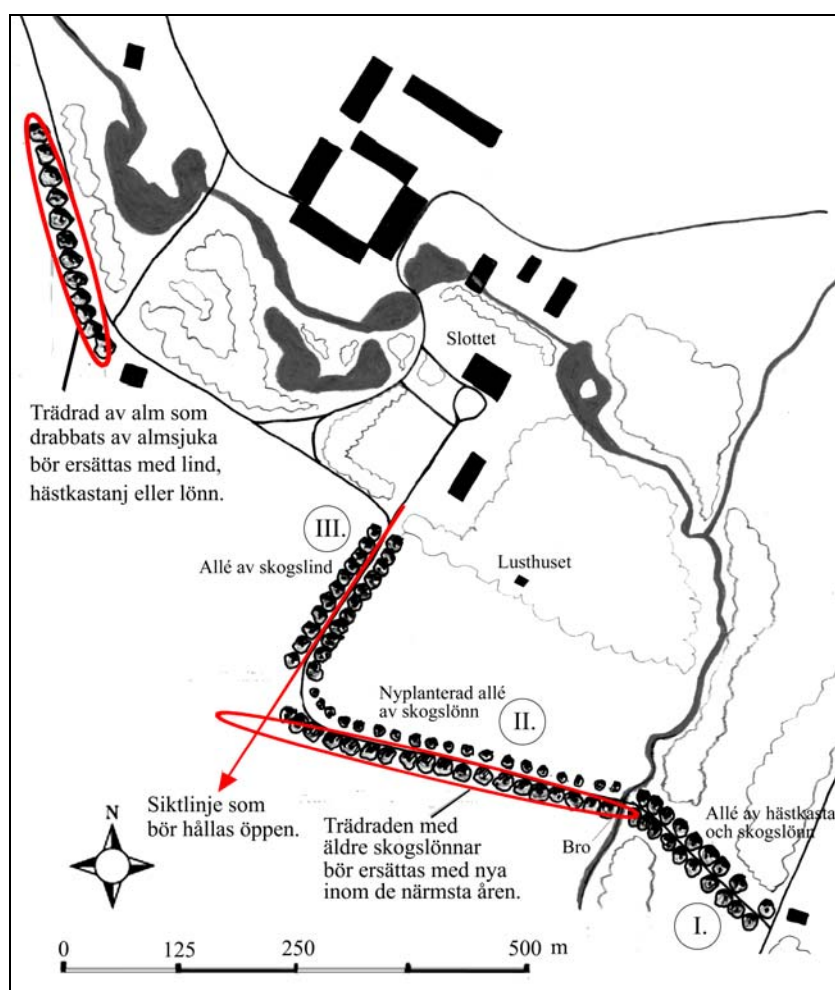 Slottet
Trädrad av alm som
drabbats av almsjuka
bör ersättas med lind,
hästkastanj eller lönn.
III.
Allé av skogslind
Lusthuset
Nyplanterad allé
av skogslönn
II.
Siktlinje som
bör hållas öppen.
Trädraden med
äldre skogslönnar
bör ersättas med nya
inom de närmsta åren.
Bro
Allé av hästkasta
och skogslönn
I.
N
0 125 250 500 m